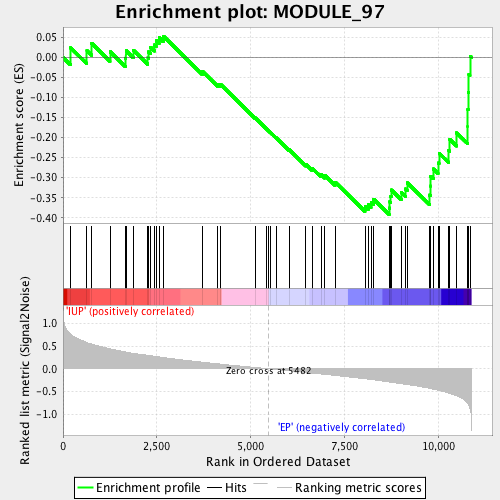 Enrichment plot: MODULE_97
Enrichment score (ES)
0.05
0.00
-0.05
-0.10
-0.15
-0.20
-0.25
-0.30
-0.35
-0.40
'IUP' (positively correlated)
Ranked list metric (Signal2Noise)
1.0
0.5
0.0
-0.5
-1.0
Zero cross at 5482
'EP' (negatively correlated)
0
2,500
5,000
7,500
10,000
Rank in Ordered Dataset
Enrichment profile
Hits
Ranking metric scores